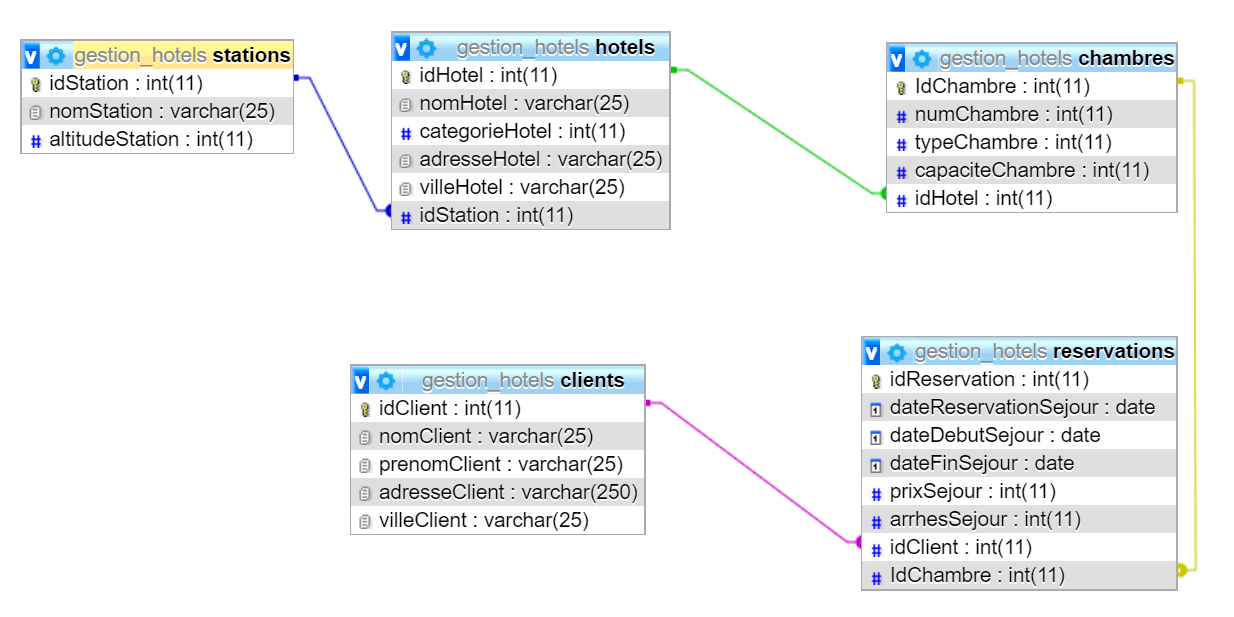 gestion_hotels stations
idStation : int(11)
nomStation : varchar(25)
altitudeStation : int(11)
gestion_hotels hotels
idHotel : int(11)
nomHotel : varchar(25)
categorieHotel : int(11)
adresseHotel : varchar(25)
villeHotel : varchar(25)
idStation : int(11)
gestion_hotels chambres
IdChambre : int(11)
numChambre : int(11)
typeChambre : int(11)
capaciteChambre : int(11)
idHotel : int(11)
gestion_hotels clients
idClient : int(11)
nomClient : varchar(25)
prenomClient : varchar(25)
adresseClient : varchar(250)
villeClient : varchar(25)
gestion_hotels reservations
idReservation : int(11)
dateReservationSejour : date
dateDebutSejour : date
dateFinSejour : date
prixSejour : int(11)
arrhesSejour : int(11)
idClient : int(11)
IdChambre : int(11)